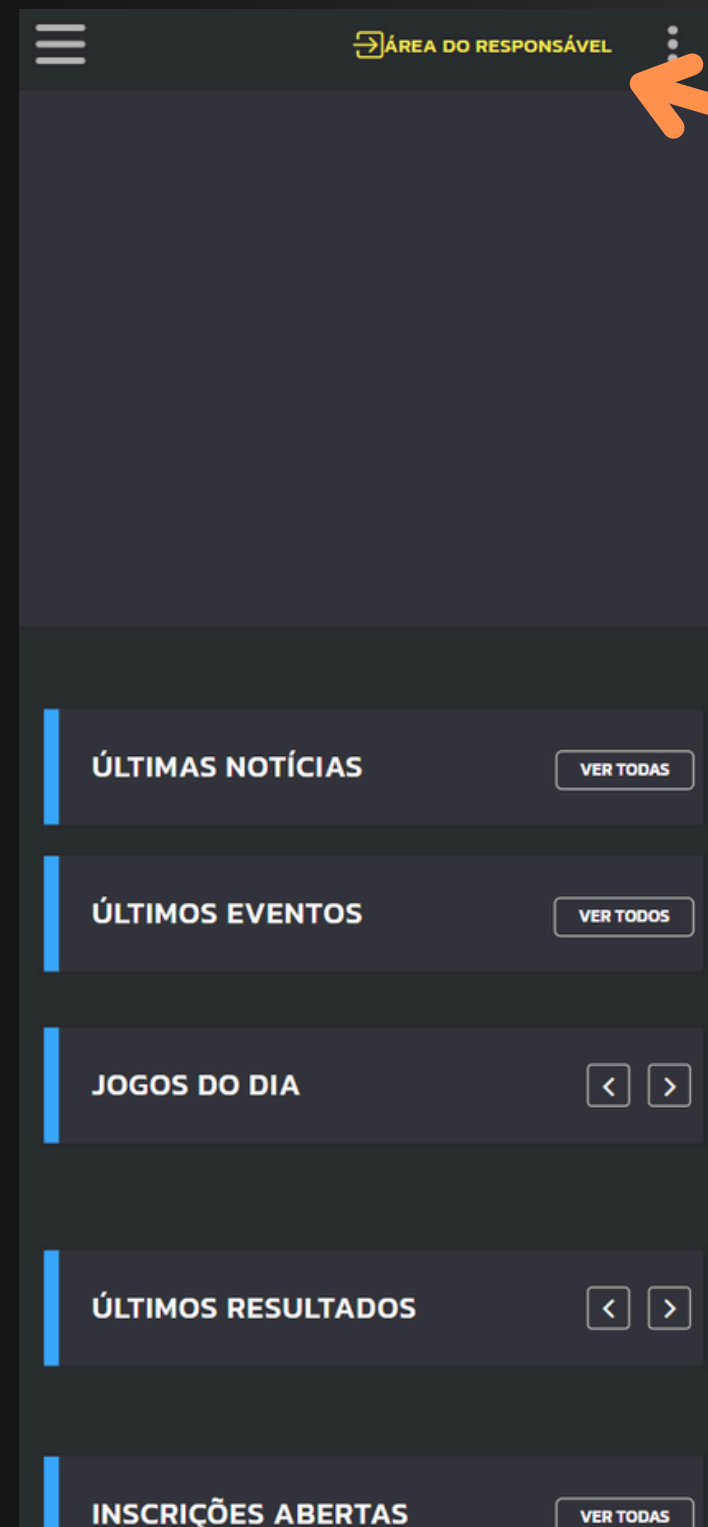 ÁREA DO RESPONSÁVEL
ÚLTIMAS NOTÍCIAS
VER TODAS
ÚLTIMOS EVENTOS
VER TODOS
JOGOS DO DIA
ÚLTIMOS RESULTADOS
INSCRIÇÕES ABERTAS
VER TODAS